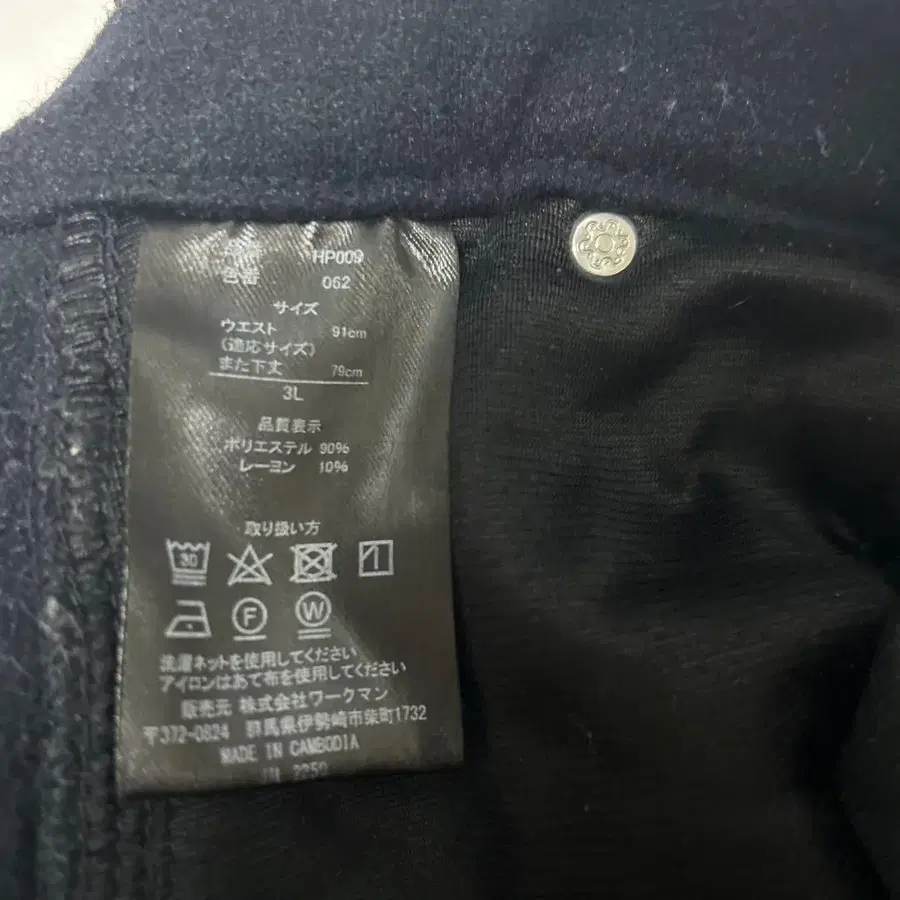 品番 HP009
色番 062
サイズ
ウエスト 91cm
(適応サイズ)
また下丈 79cm
3L
品質表示
ポリエステル 90%
レーヨン 10%
取り扱い方
30
F W
洗濯ネットを使用してください
アイロンはあて布を使用してください
販売元 株式会社ワークマン
〒372-0824 群馬県伊勢崎市柴町1732
MADE IN CAMBODIA
2250